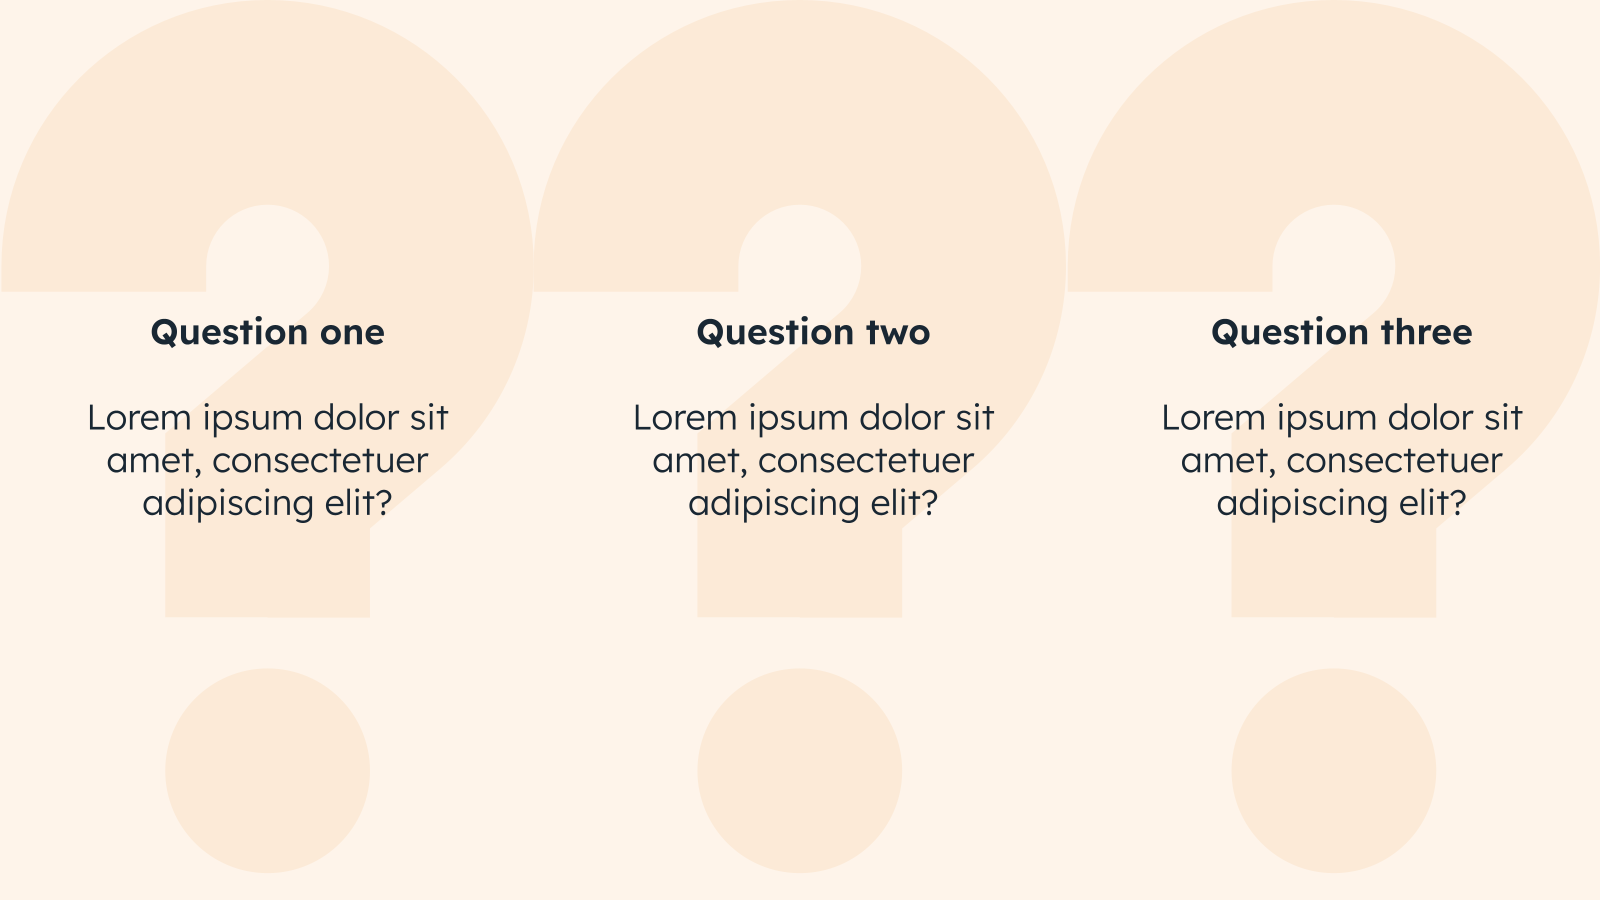 Question one
Lorem ipsum dolor sit
amet, consectetuer
adipiscing elit?
Question two
Lorem ipsum dolor sit
amet, consectetuer
adipiscing elit?
Question three
Lorem ipsum dolor sit
amet, consectetuer
adipiscing elit?